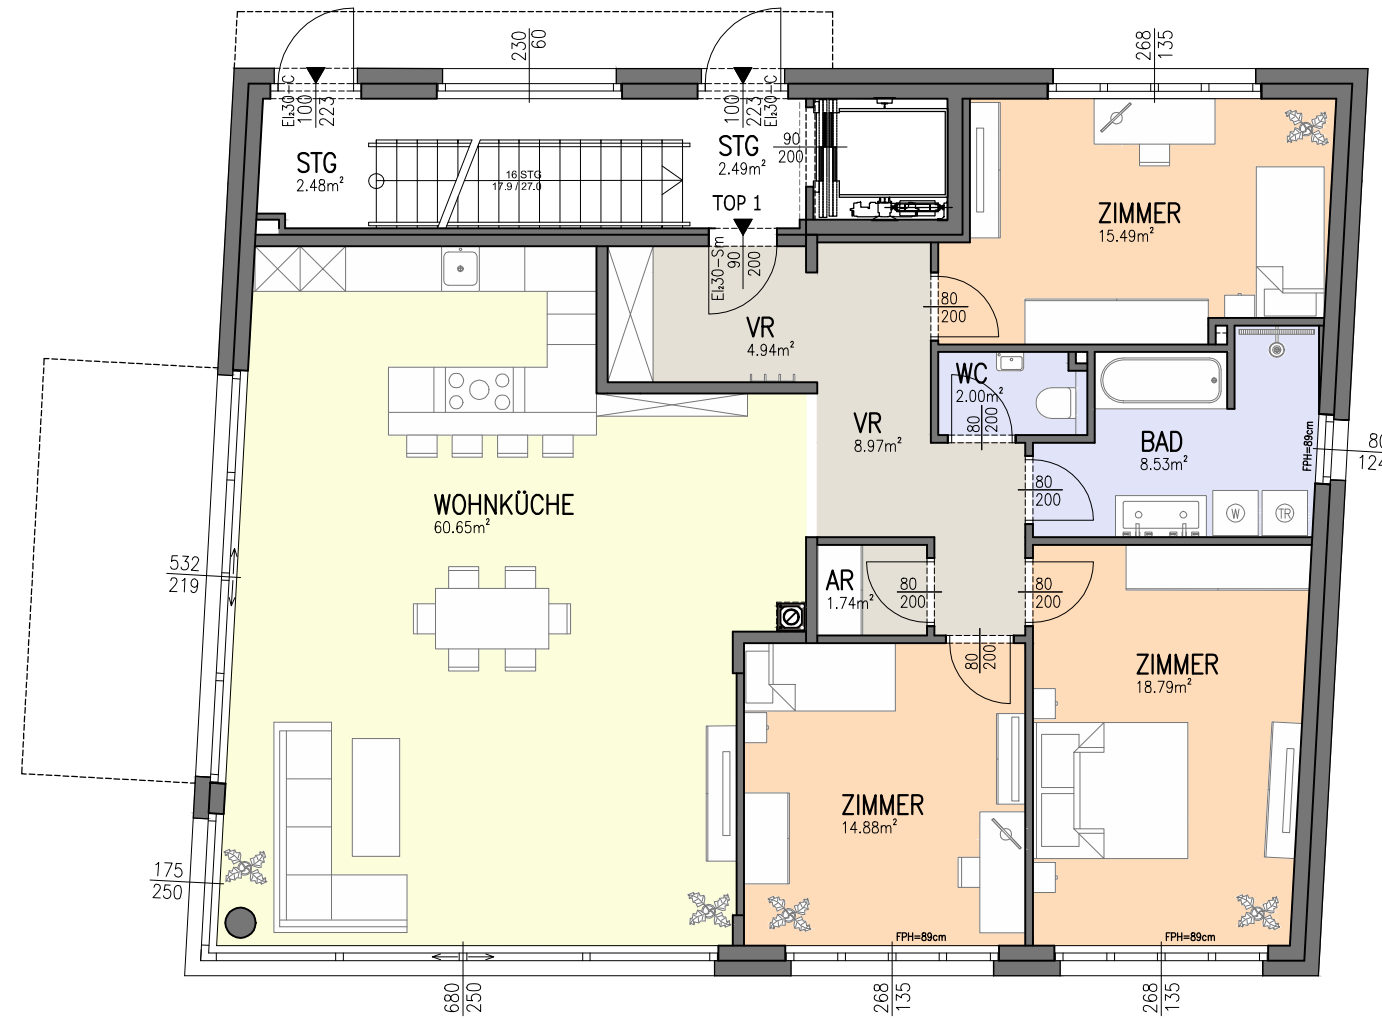 230
60
268
135
EI₂30-C
100
223
100
223
EI₂30-C
STG
2.48m²
16 STG
17.9 / 27.0
STG
2.49m²
90
200
TOP 1
ZIMMER
15.49m²
EI₂30-Sm
90
200
80
200
VR
4.94m²
WC
2.00m²
80
200
VR
8.97m²
BAD
8.53m²
FPH=89cm
80
124
80
200
W
TR
WOHNKÜCHE
60.65m²
532
219
AR
1.74m²
80
200
80
200
80
200
ZIMMER
18.79m²
ZIMMER
14.88m²
175
250
FPH=89cm
FPH=89cm
680
250
268
135
268
135